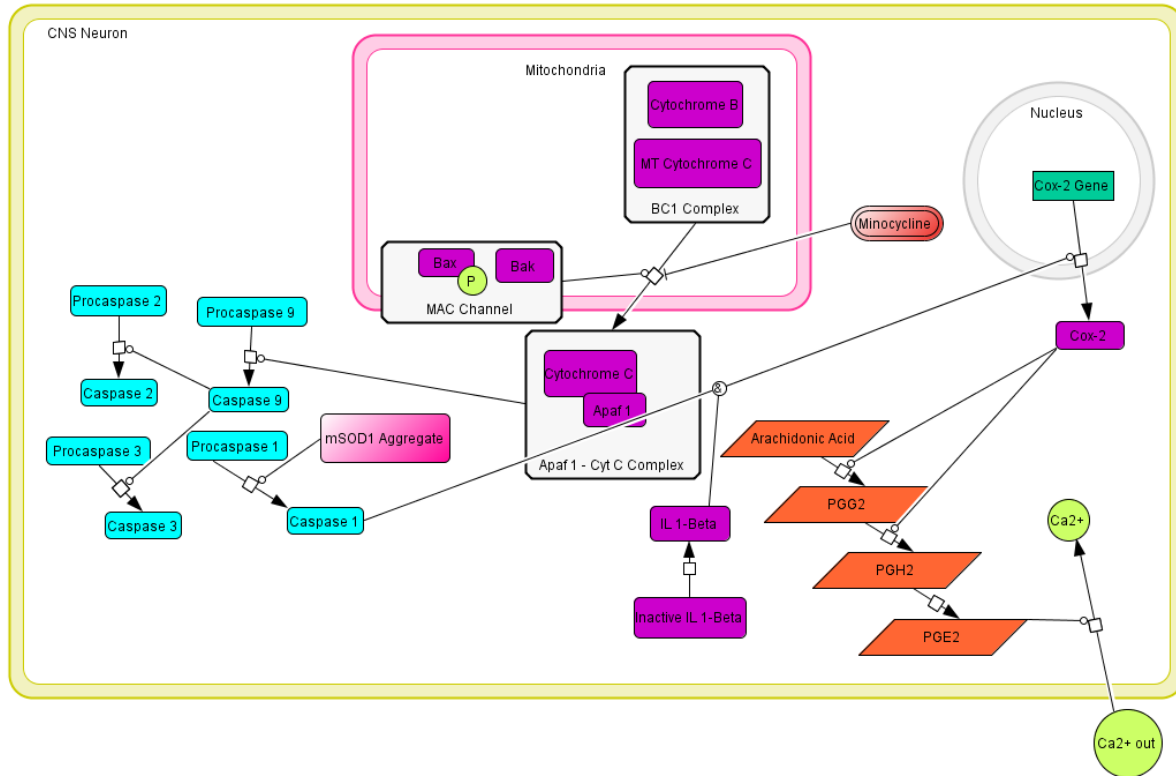 CNS Neuron
Mitochondria
Cytochrome B
MT Cytochrome C
BC1 Complex
Nucleus
Cox-2 Gene
Minocycline
Bax
Bak
P
MAC Channel
Procaspase 2
Procaspase 9
Cox-2
Cytochrome C
Apaf 1
Apaf 1 - Cyt C Complex
&
Caspase 2
Caspase 9
Procaspase 3
Procaspase 1
mSOD1 Aggregate
Arachidonic Acid
Caspase 3
Caspase 1
IL 1-Beta
PGG2
Ca2+
PGH2
Inactive IL 1-Beta
PGE2
Ca2+ out